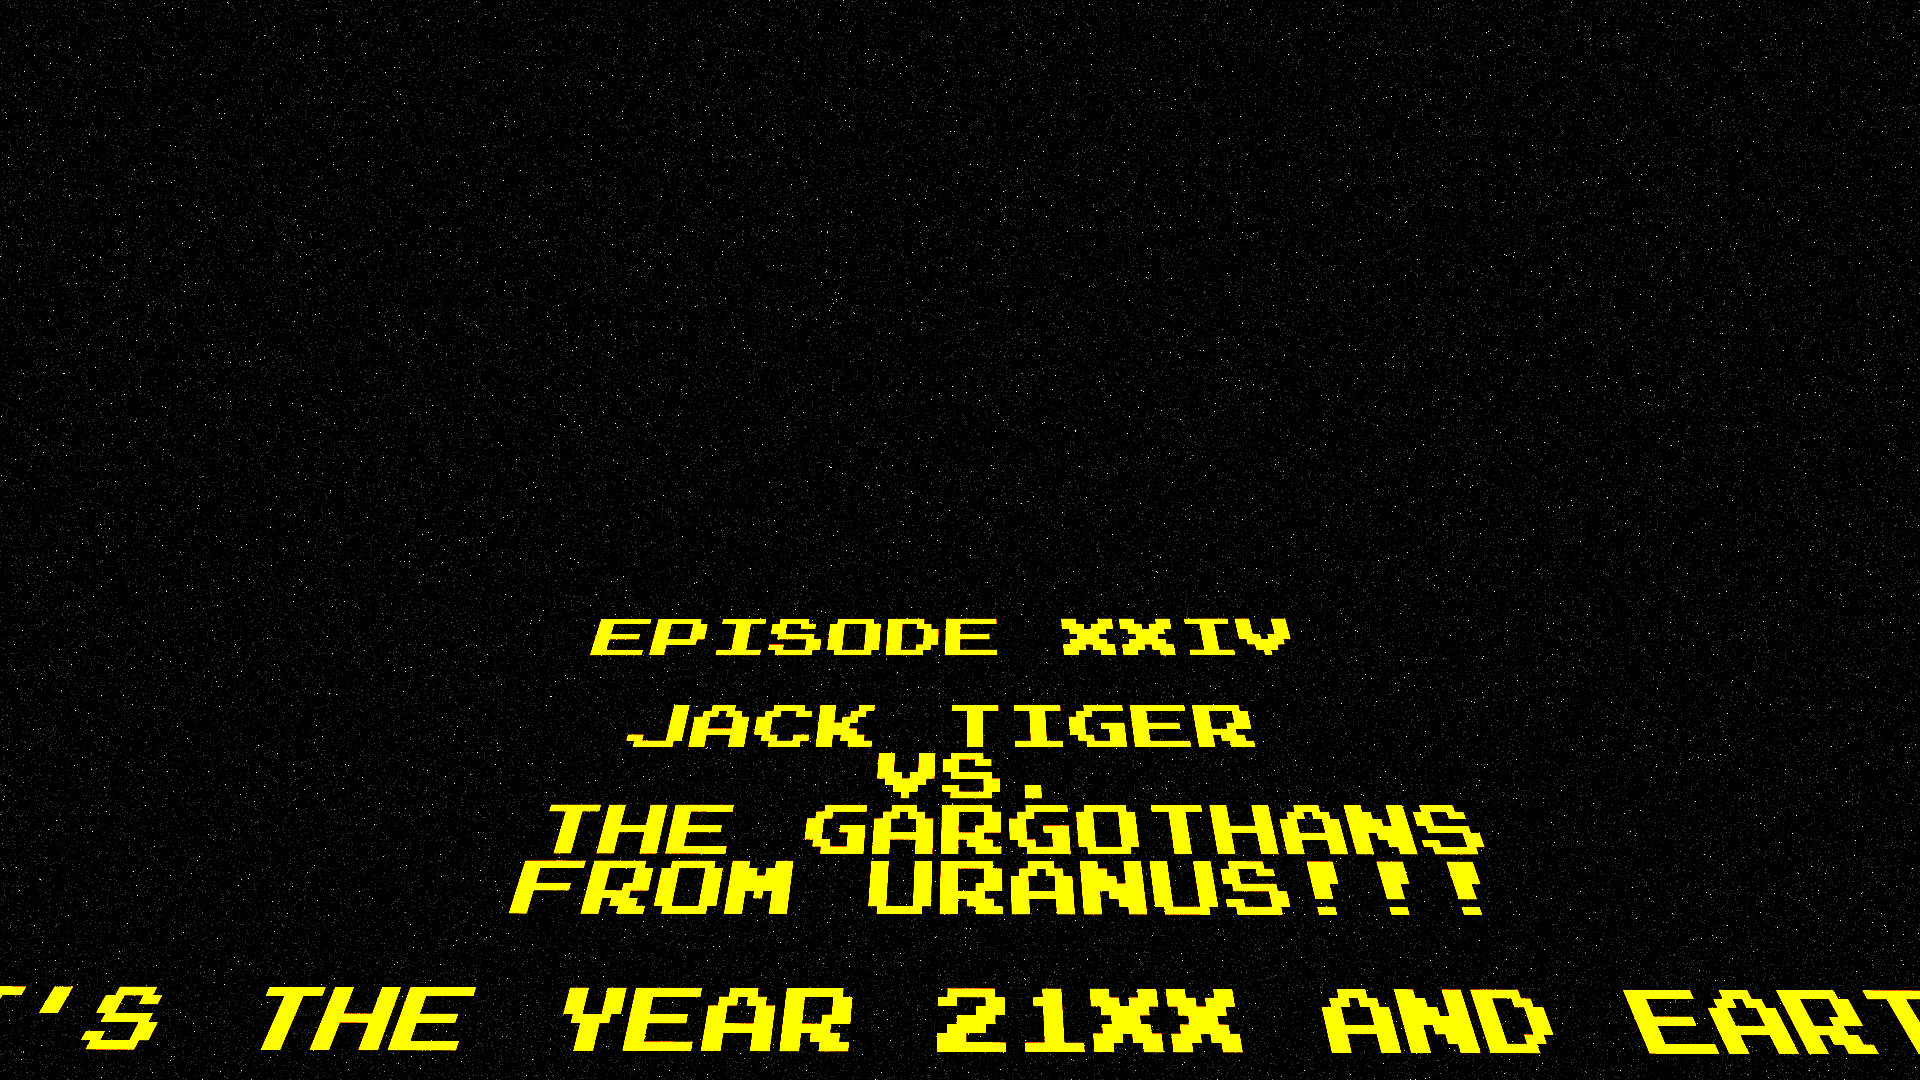 EPISODE XXIV
JACK TIGER
VS.
THE GARGOTHANS
FROM URANUS!!!
'S THE YEAR 21XX AND